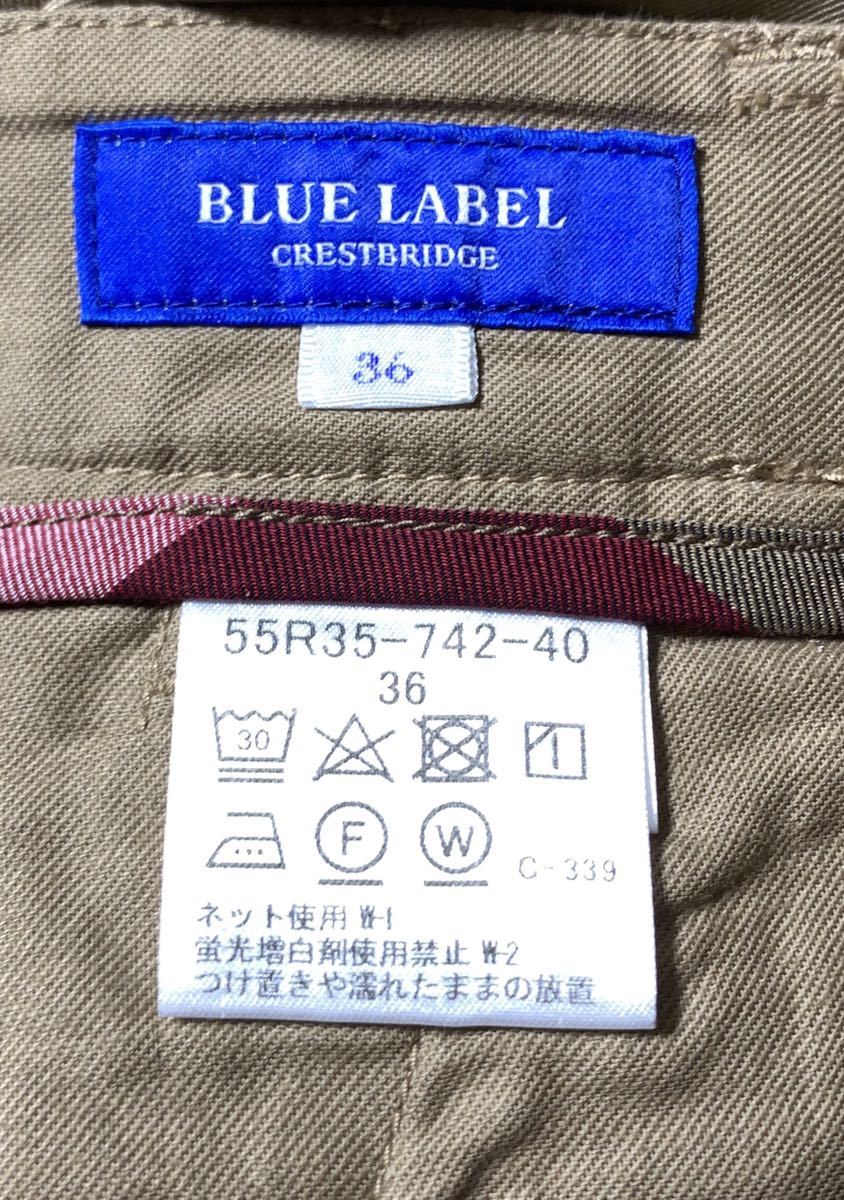 BLUE LABEL
CRESTBRIDGE
36
55R35-742-40
36
30
F W C-339
ネット使用 W-1
蛍光増白剤使用禁止 W-2
つけ置きや濡れたままの放置